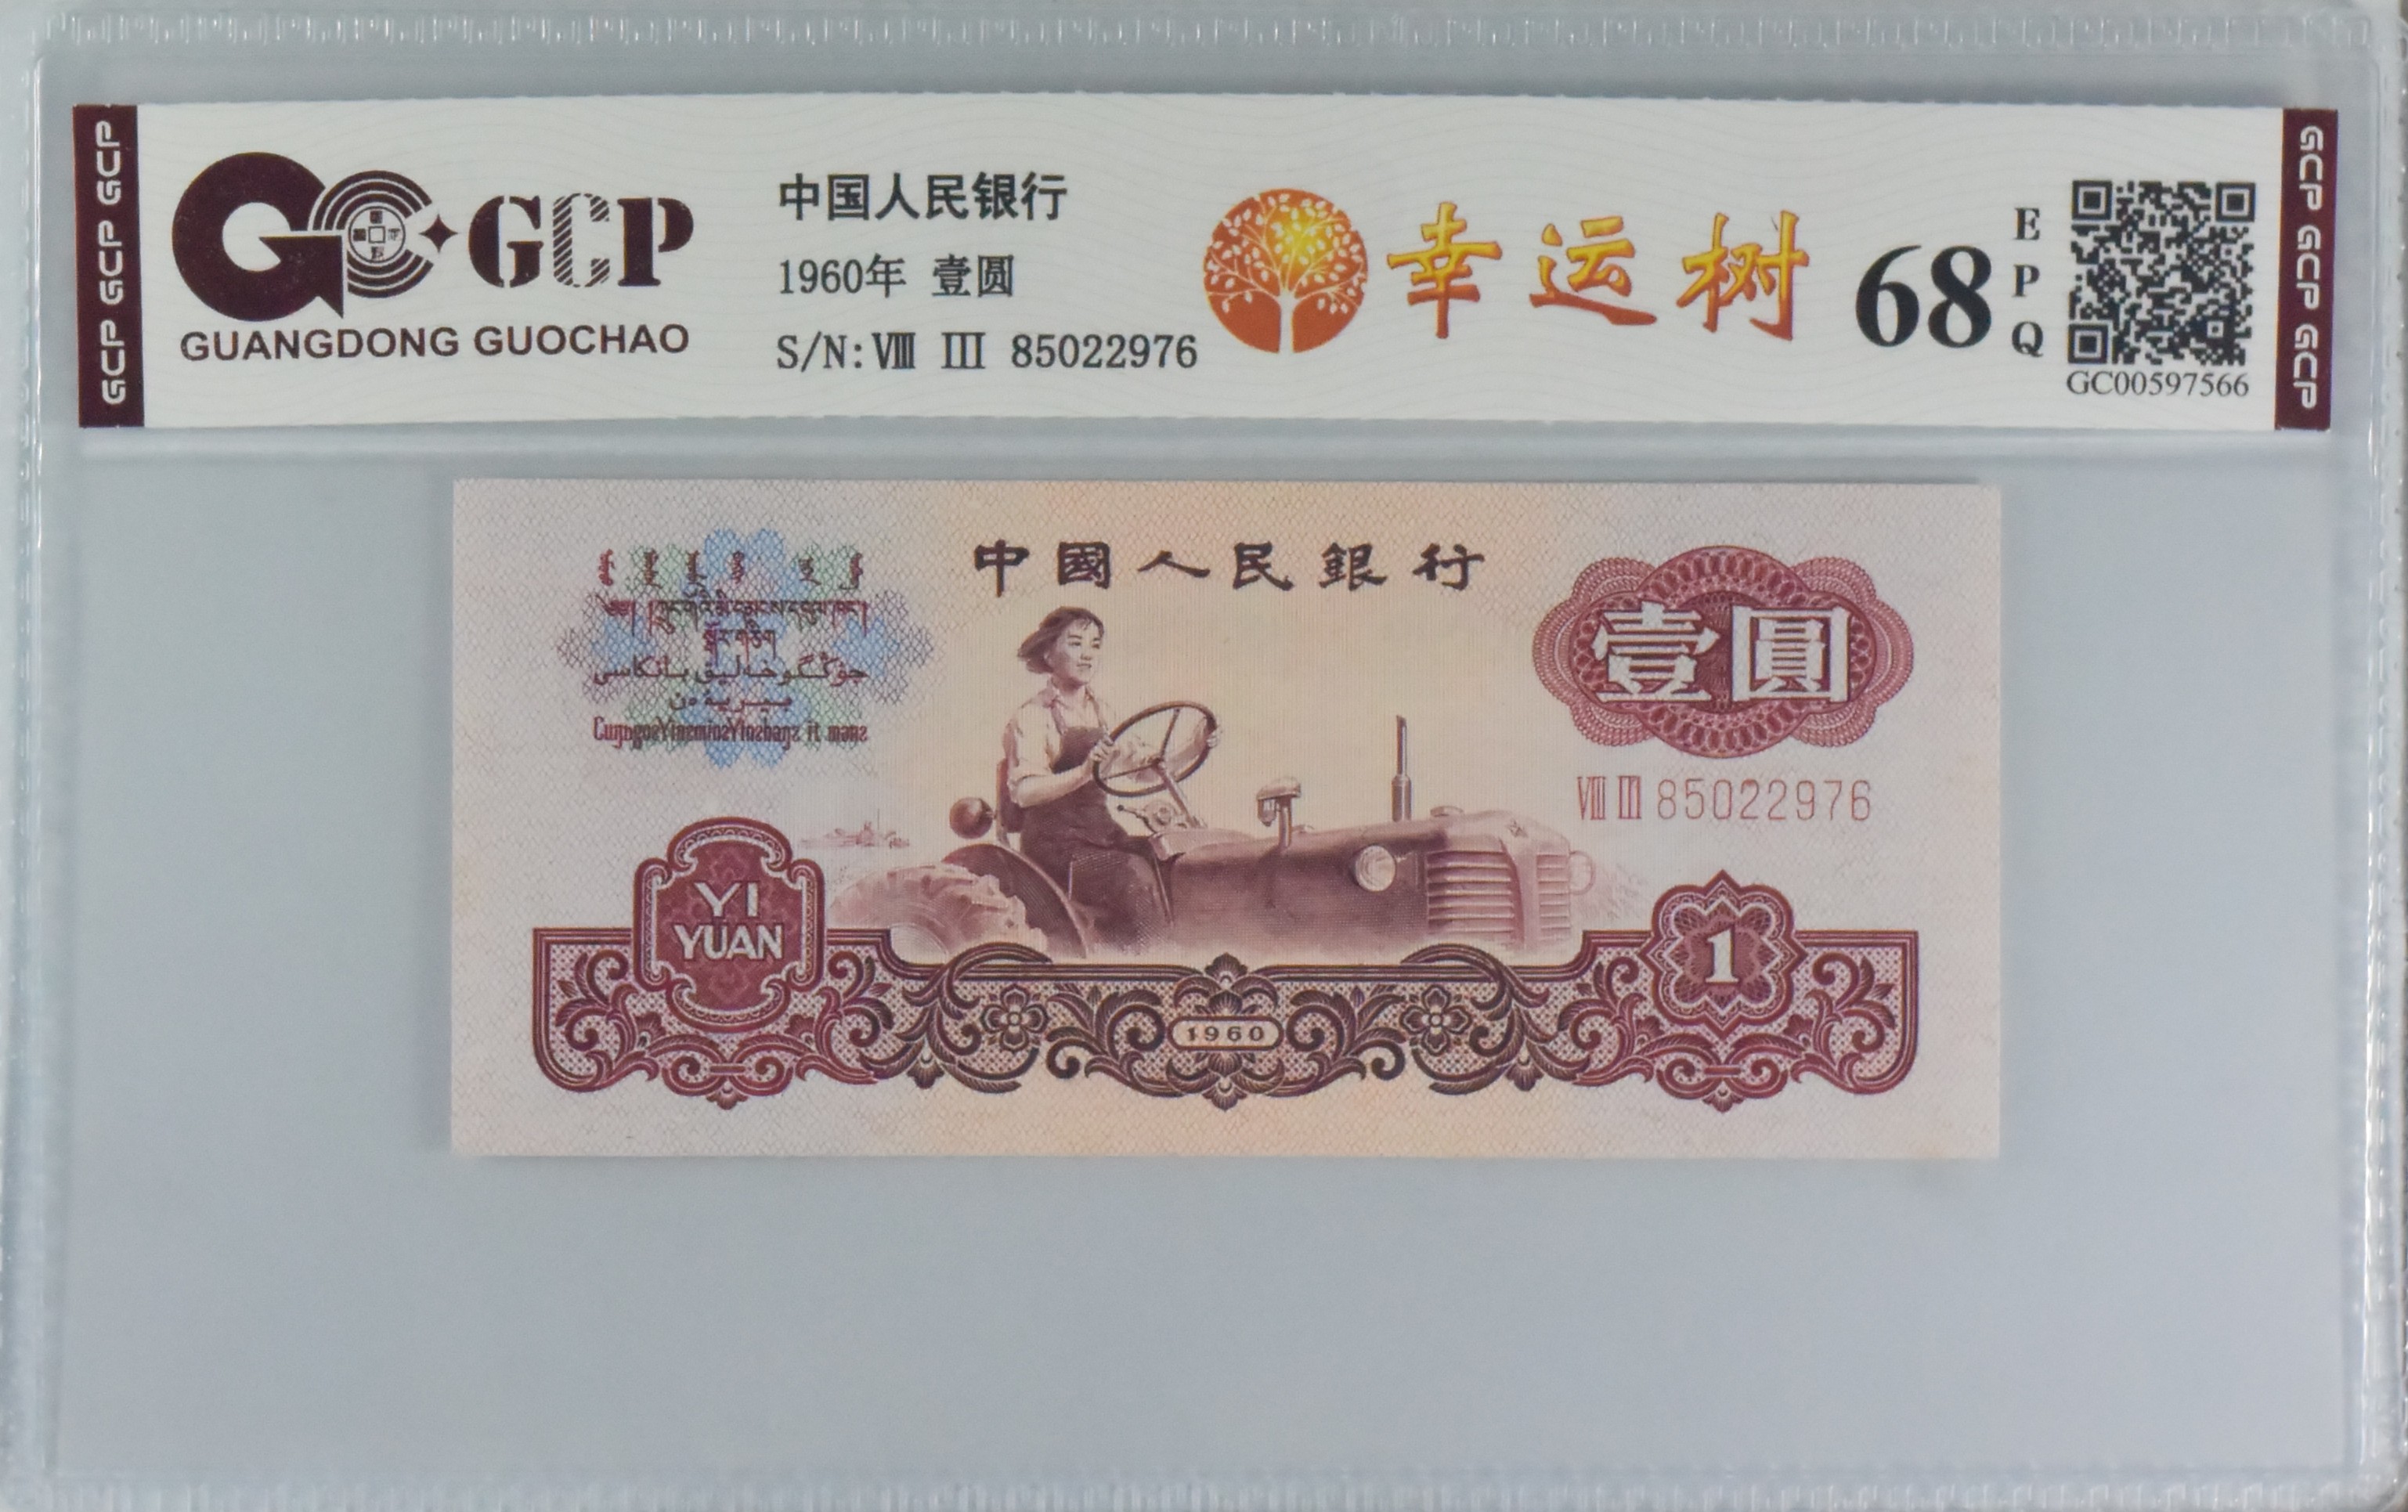 GCP GCP GCP
GCP
GUANGDONG GUOCHAO
中国人民银行
1960年 壹圆
S/N: Ⅷ Ⅲ 85022976
幸运树
68
EPQ
GC00597566
GCP GCP GCP
中國人民銀行
壹圓
Ⅷ Ⅲ 85022976
YI
YUAN
1960
1